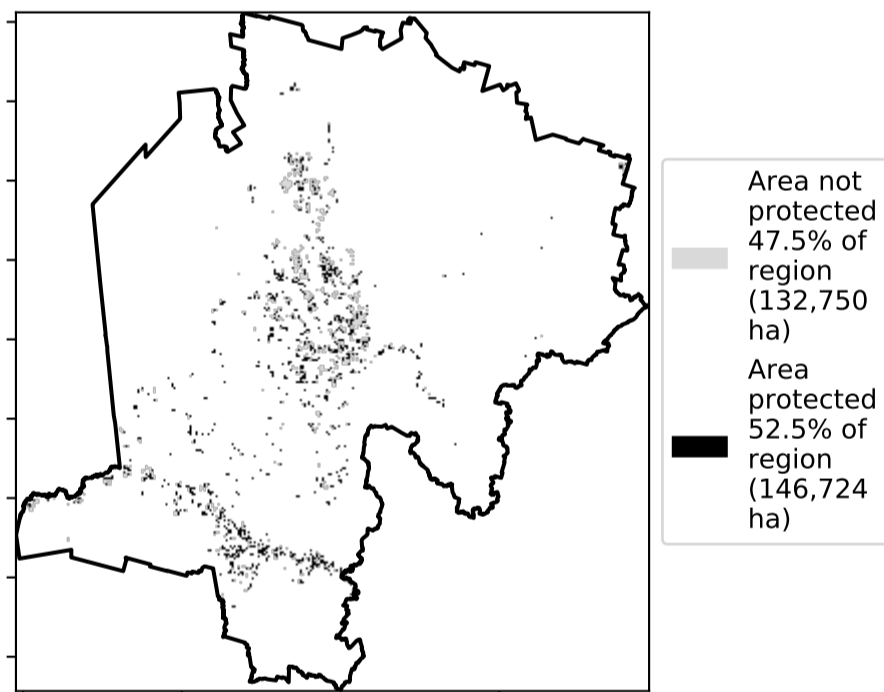 Area not
protected
47.5% of
region
(132,750
ha)
Area
protected
52.5% of
region
(146,724
ha)